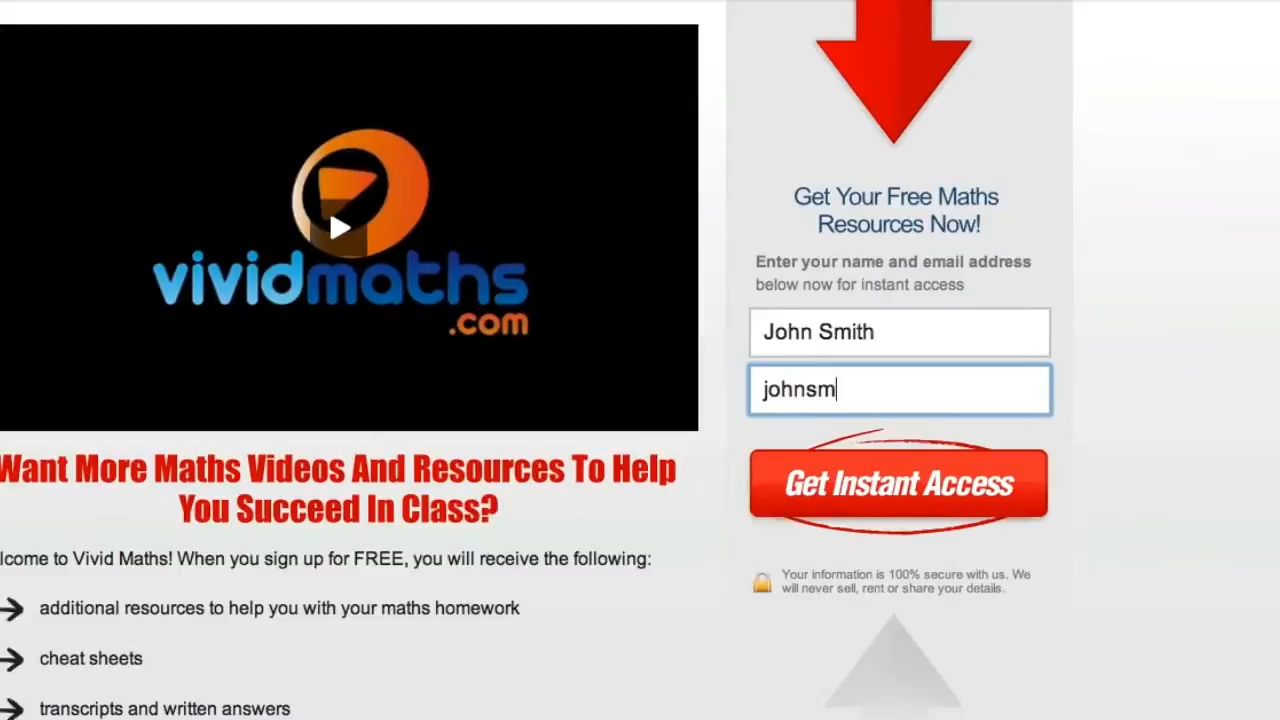 vividmaths
.com
Want More Maths Videos And Resources To Help
You Succeed In Class?
lcome to Vivid Maths! When you sign up for FREE, you will receive the following:
additional resources to help you with your maths homework
cheat sheets
transcripts and written answers
Get Your Free Maths
Resources Now!
Enter your name and email address
below now for instant access
John Smith
johnsm
Get Instant Access
Your information is 100% secure with us. We
will never sell, rent or share your details.